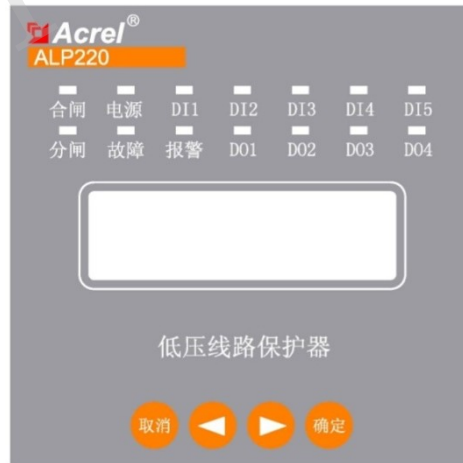 Acrel®
ALP220
合闸 电源 DI1 DI2 DI3 DI4 DI5
分闸 故障 报警 DO1 DO2 DO3 DO4
低压线路保护器
取消 确定